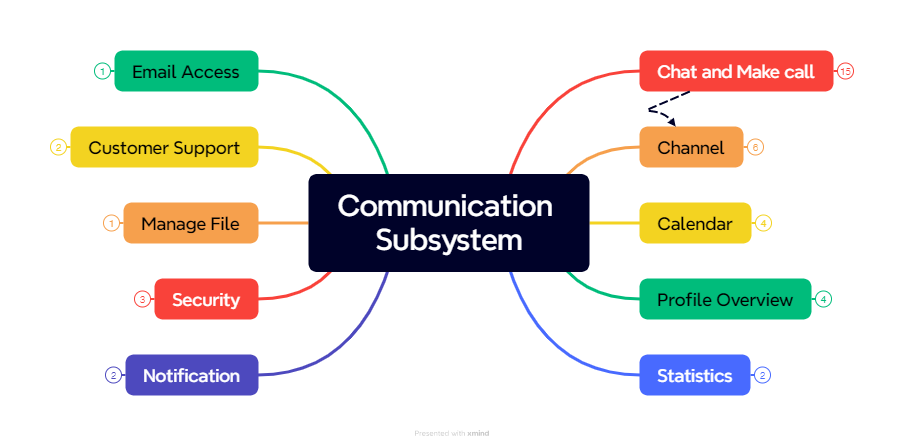 Email Access
1
Customer Support
2
Manage File
1
Security
3
Notification
2
Communication
Subsystem
Chat and Make call
15
Channel
6
Calendar
4
Profile Overview
4
Statistics
2
Presented with xmind